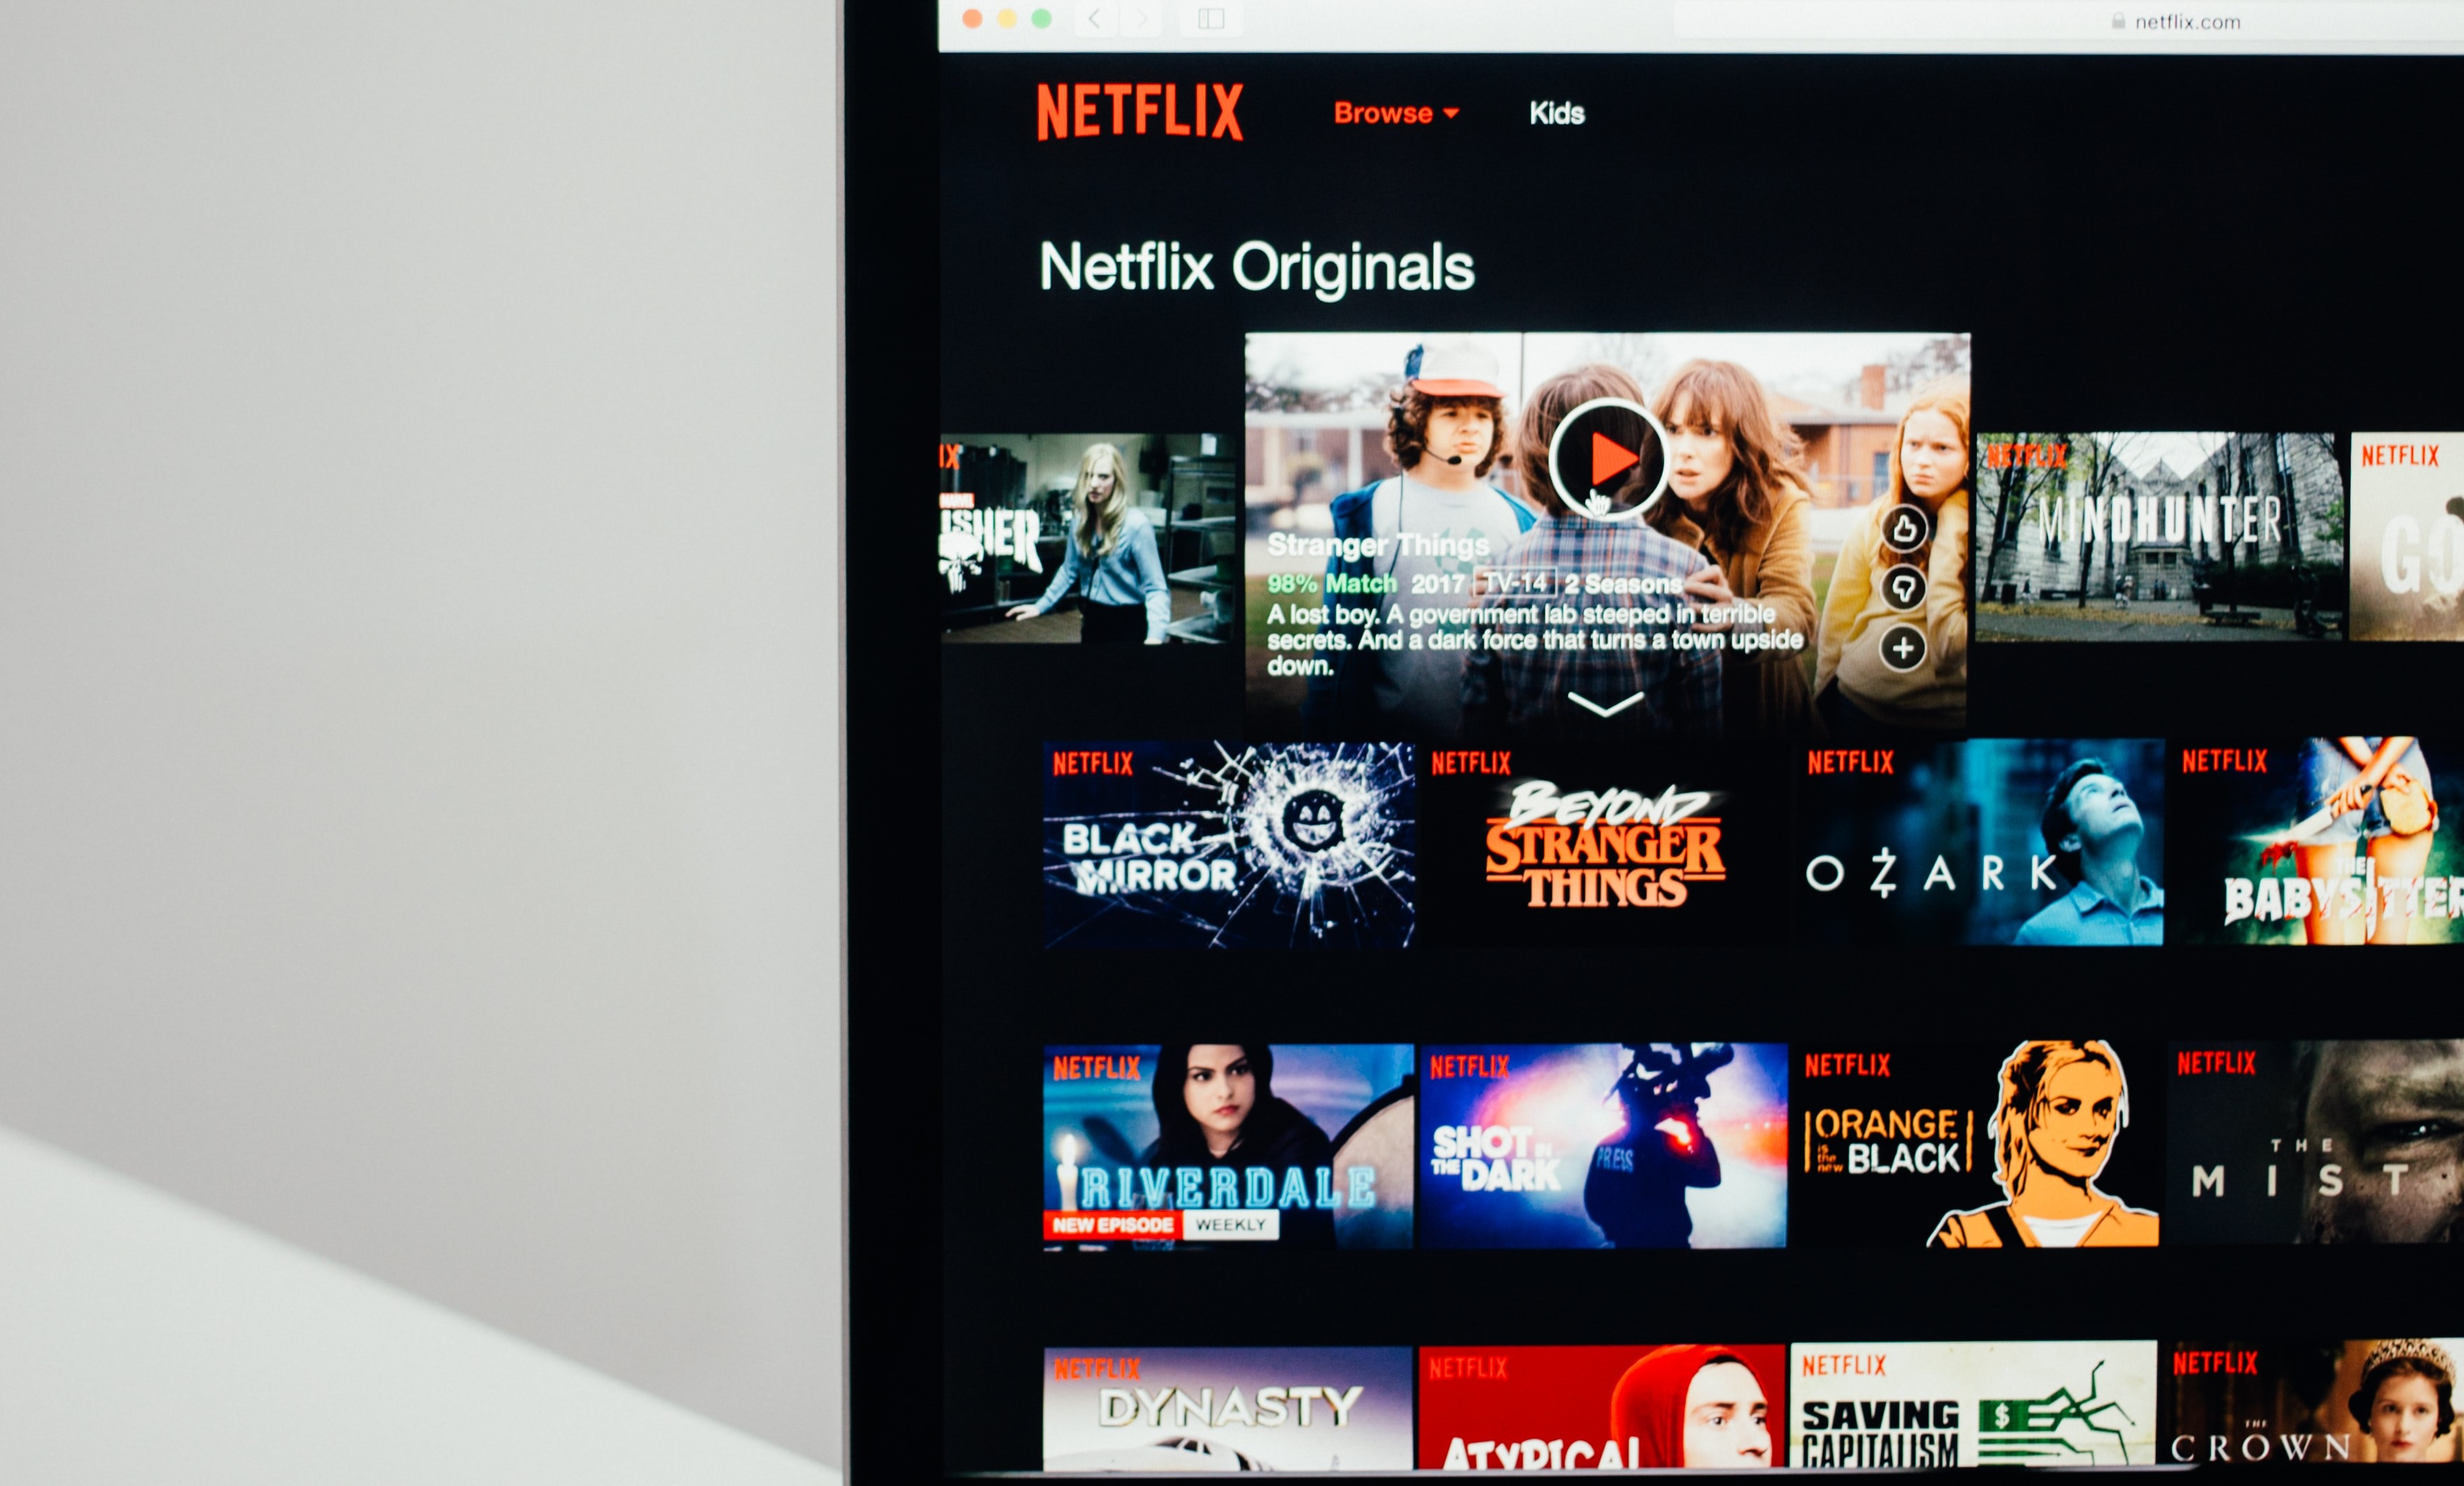 netflix.com
NETFLIX
Browse
Kids
Netflix Originals
IX
MARVEL
ISHER
Stranger Things
98% Match 2017 TV-14 2 Seasons
A lost boy. A government lab steeped in terrible
secrets. And a dark force that turns a town upside
down.
NETFLIX
MINDHUNTER
NETFLIX
GO
NETFLIX
BLACK
MIRROR
NETFLIX
BEYOND
STRANGER
THINGS
NETFLIX
OZARK
NETFLIX
THE
BABYSITTER
NETFLIX
RIVERDALE
NEW EPISODE WEEKLY
NETFLIX
SHOT IN
THE DARK
PRESS
NETFLIX
ORANGE
is the new BLACK
NETFLIX
THE
MIST
NETFLIX
DYNASTY
NETFLIX
ATYPICAL
NETFLIX
SAVING
CAPITALISM
$
NETFLIX
THE
CROWN